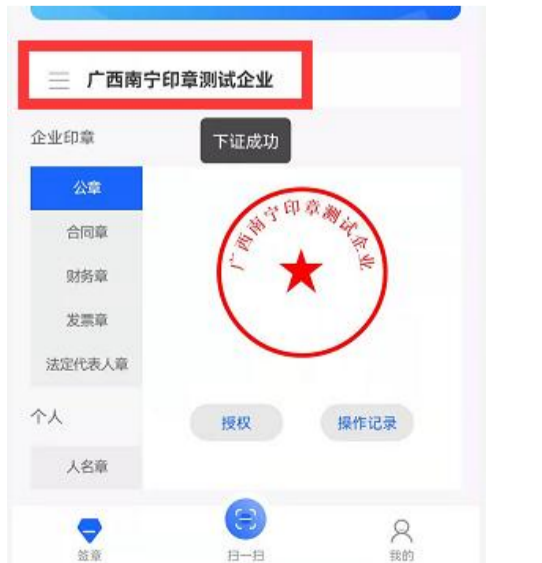 广西南宁印章测试企业
企业印章
下证成功
公章
广西南宁印章测试企业
合同章
财务章
发票章
法定代表人章
个人
授权
操作记录
人名章
签章
扫一扫
我的